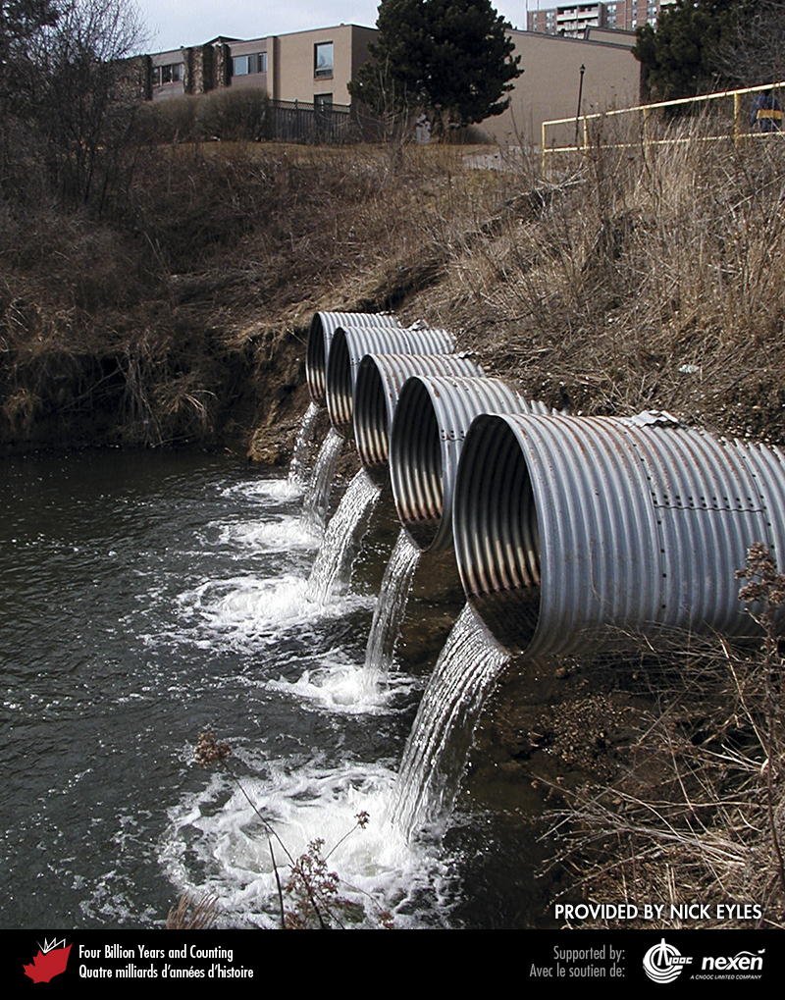 PROVIDED BY NICK EYLES
Four Billion Years and Counting
Quatre milliards d'années d'histoire
Supported by:
Avec le soutien de:
CNOOC
nexen
A CNOOC LIMITED COMPANY